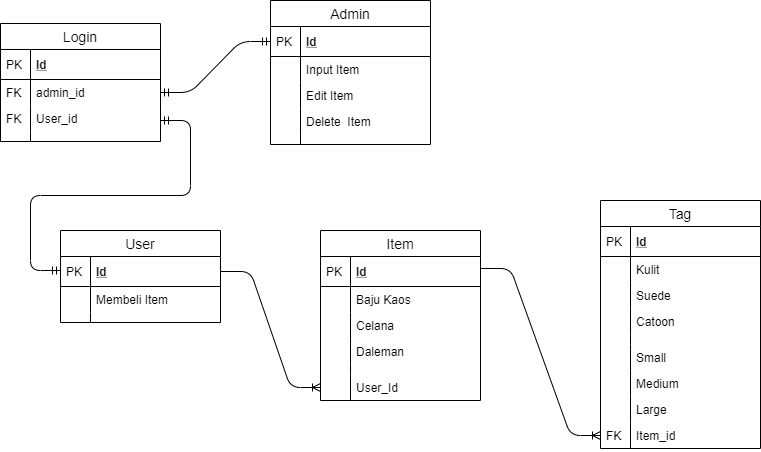 Login
PK Id
FK admin_id
FK User_id
Admin
PK Id
Input Item
Edit Item
Delete Item
User
PK Id
Membeli Item
Item
PK Id
Baju Kaos
Celana
Daleman
User_Id
Tag
PK Id
Kulit
Suede
Catoon
Small
Medium
Large
FK Item_id